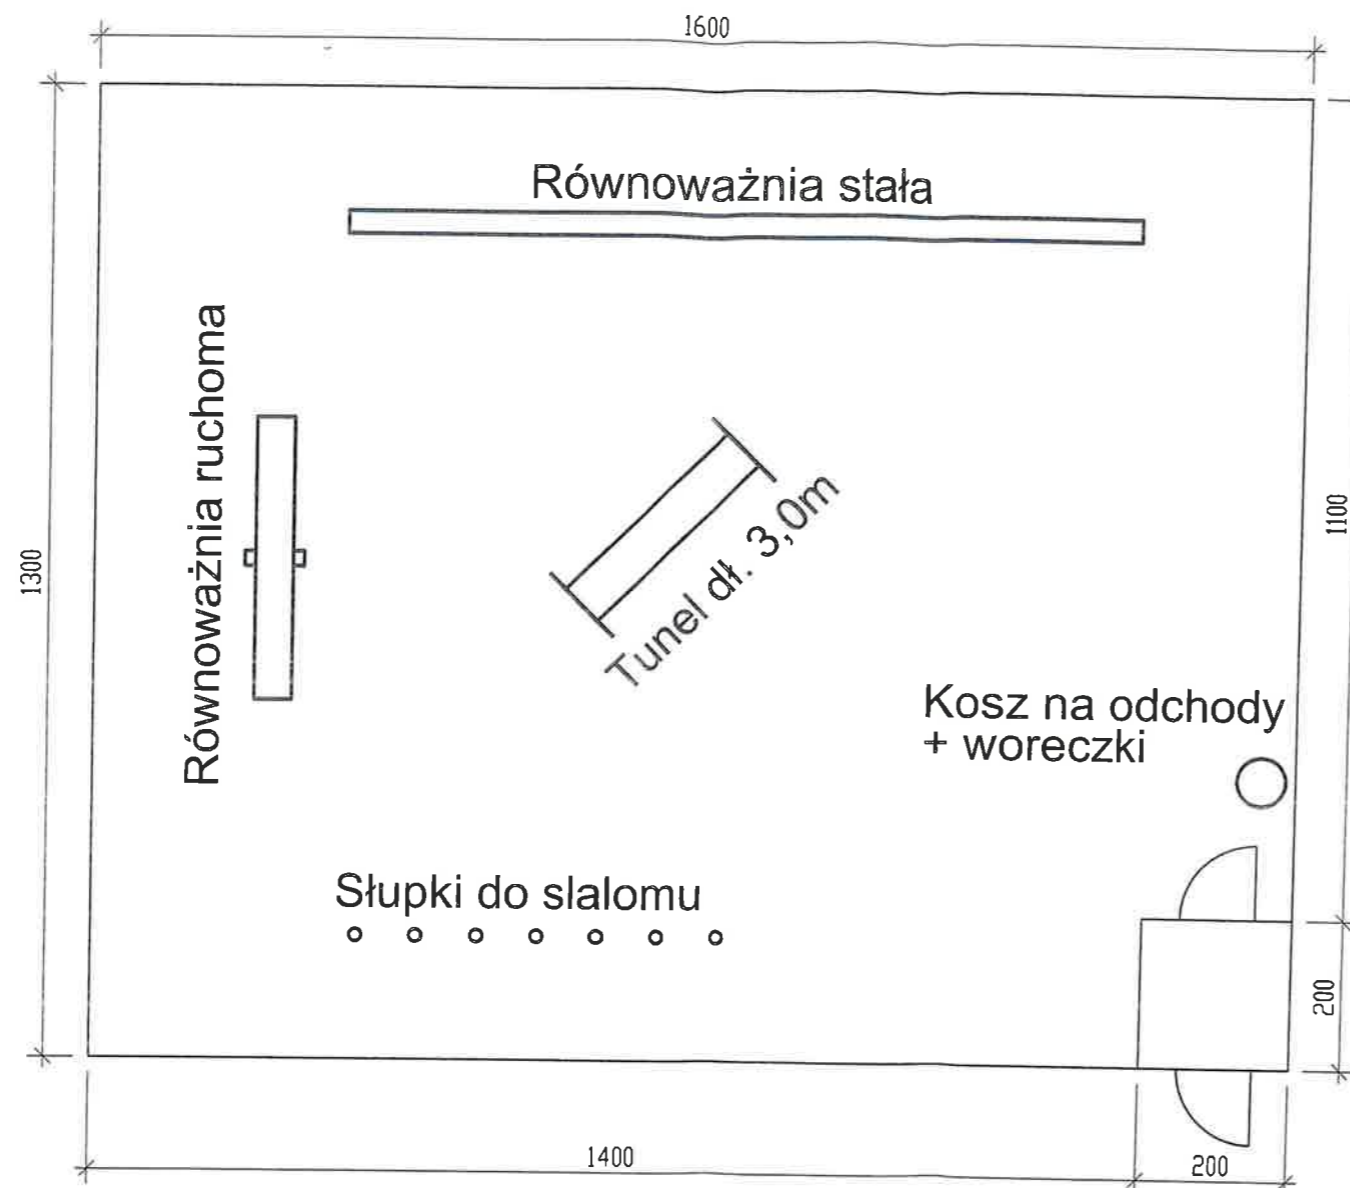 1600
Równoważnia stała
Równoważnia ruchoma
Tunel dł. 3,0m
1300
1100
Kosz na odchody
+ woreczki
Słupki do slalomu
200
1400
200